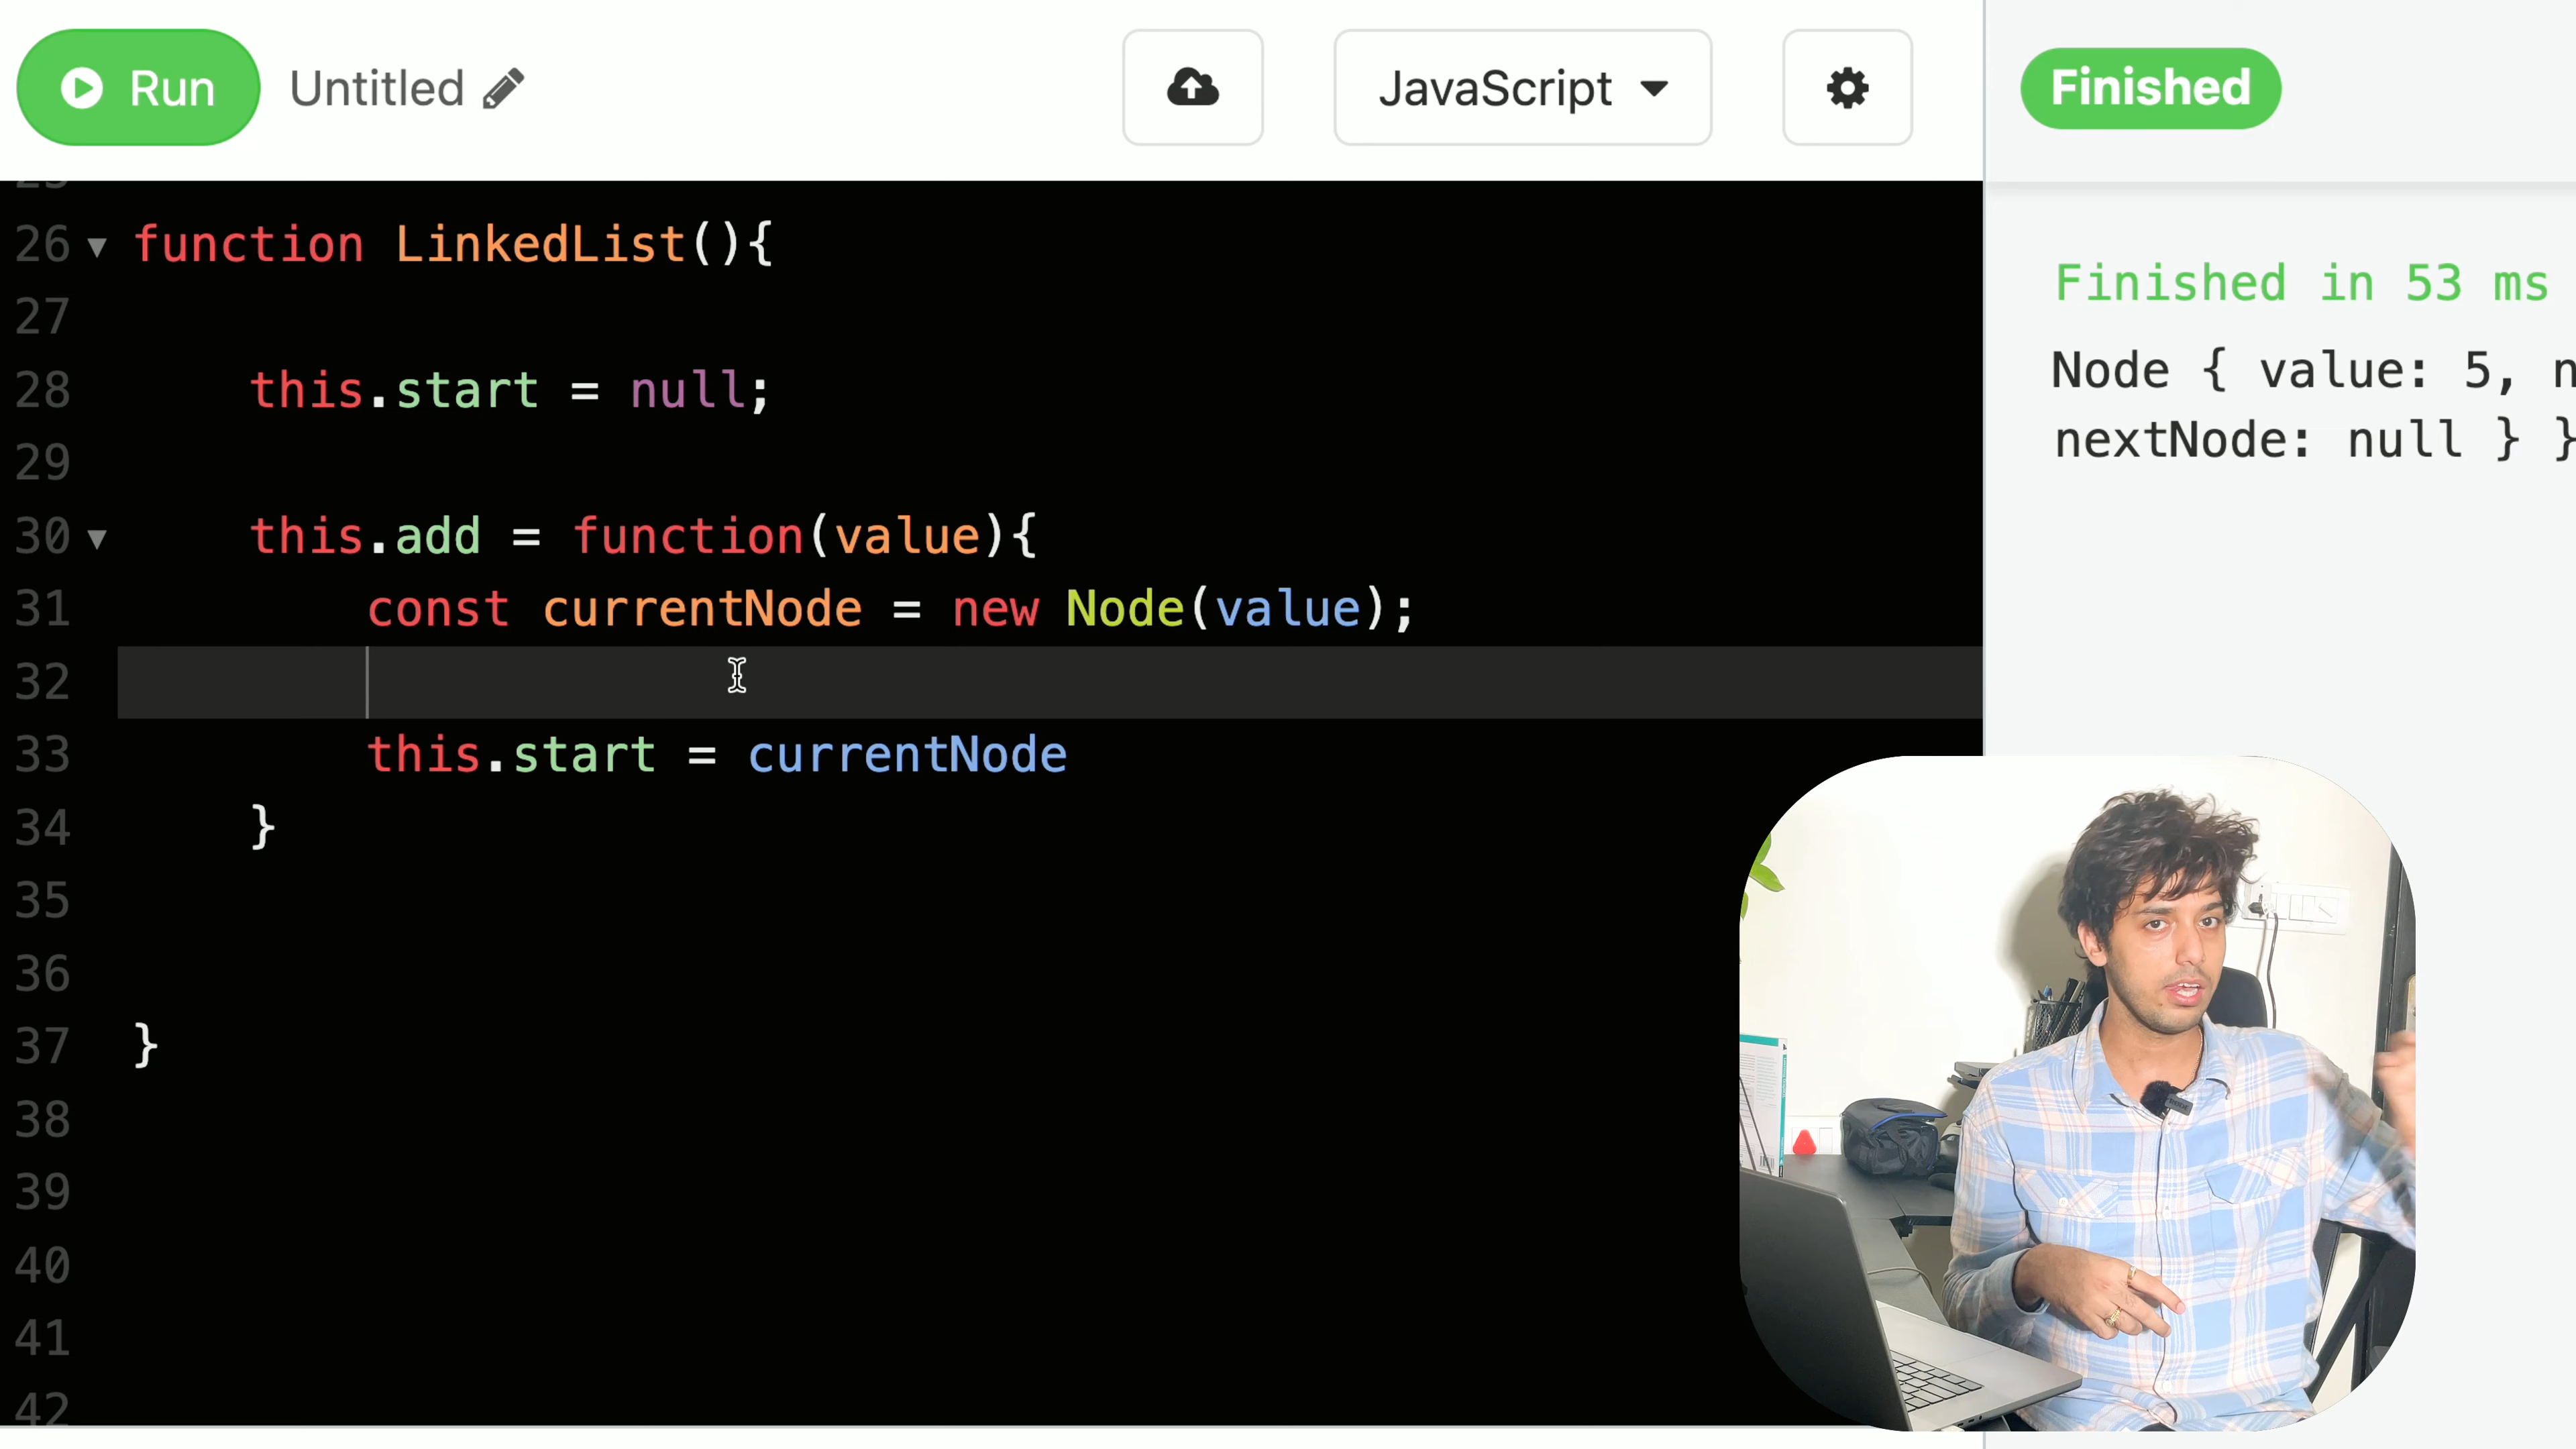 Run Untitled JavaScript Finished
26 function LinkedList(){
27
28 this.start = null;
29
30 this.add = function(value){
31 const currentNode = new Node(value);
32
33 this.start = currentNode
34 }
35
36
37 }
38
39
40
41
42
Finished in 53 ms
Node { value: 5, n
nextNode: null } }